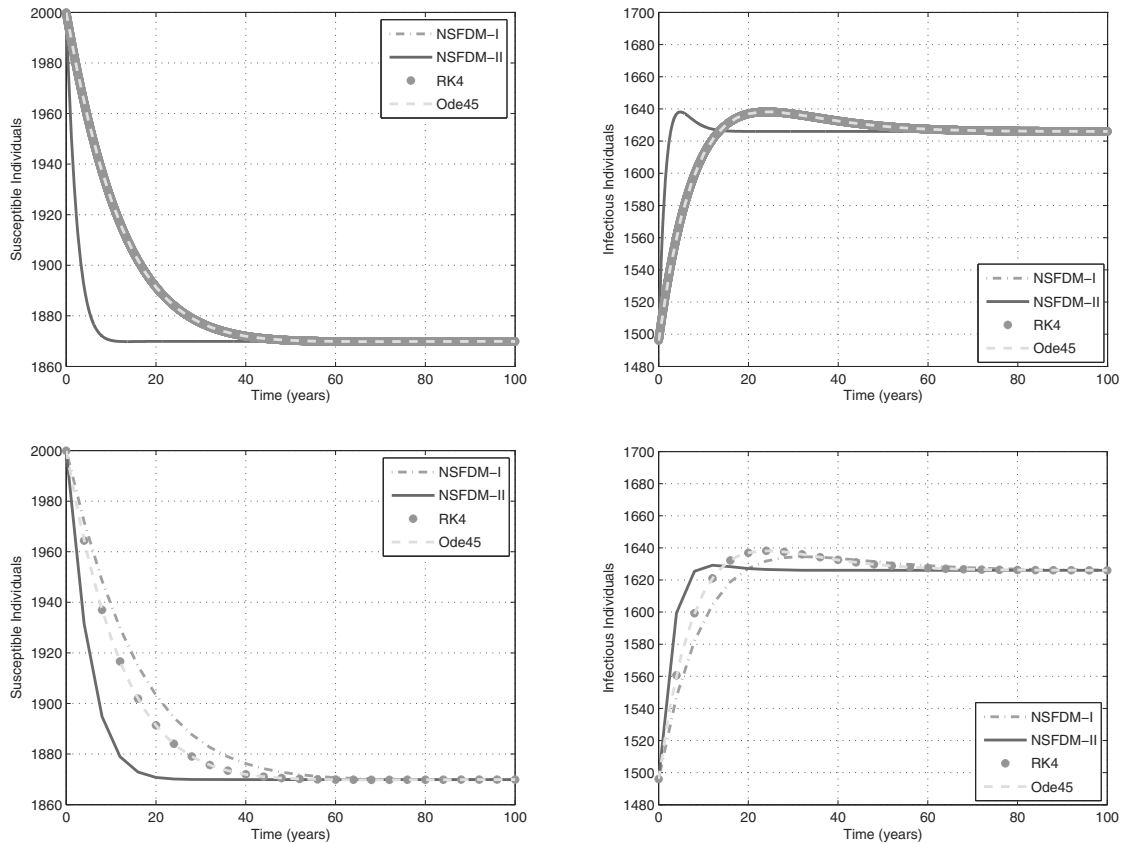 2000
1980
1960
1940
1920
1900
1880
1860
Susceptible Individuals
0 20 40 60 80 100
Time (years)
NSFDM-I
NSFDM-II
RK4
Ode45
1700
1680
1660
1640
1620
1600
1580
1560
1540
1520
1500
1480
Infectious Individuals
0 20 40 60 80 100
Time (years)
NSFDM-I
NSFDM-II
RK4
Ode45
2000
1980
1960
1940
1920
1900
1880
1860
Susceptible Individuals
0 20 40 60 80 100
Time (years)
NSFDM-I
NSFDM-II
RK4
Ode45
1700
1680
1660
1640
1620
1600
1580
1560
1540
1520
1500
1480
Infectious Individuals
0 20 40 60 80 100
Time (years)
NSFDM-I
NSFDM-II
RK4
Ode45